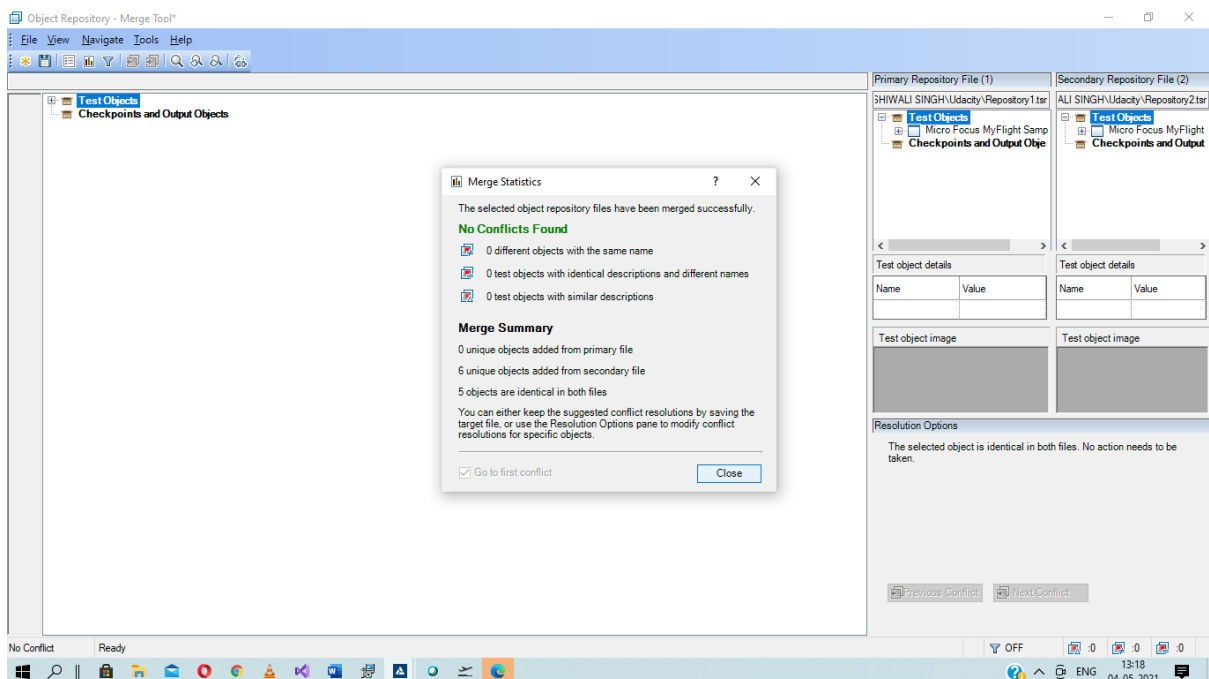 Object Repository - Merge Tool*
File View Navigate Tools Help
Primary Repository File (1)
Secondary Repository File (2)
SHIWALI SINGH\Udacity\Repository1.tsr
ALI SINGH\Udacity\Repository2.tsr
Test Objects
Checkpoints and Output Objects
Test Objects
Micro Focus MyFlight Samp
Checkpoints and Output Obje
Test Objects
Micro Focus MyFlight
Checkpoints and Output
Merge Statistics
?
The selected object repository files have been merged successfully.
No Conflicts Found
0 different objects with the same name
0 test objects with identical descriptions and different names
0 test objects with similar descriptions
Merge Summary
0 unique objects added from primary file
6 unique objects added from secondary file
5 objects are identical in both files
You can either keep the suggested conflict resolutions by saving the
target file, or use the Resolution Options pane to modify conflict
resolutions for specific objects.
Go to first conflict
Close
Test object details
Name Value
Test object details
Name Value
Test object image
Test object image
Resolution Options
The selected object is identical in both files. No action needs to be
taken.
Previous Conflict
Next Conflict
No Conflict
Ready
OFF
:0
:0
:0
ENG
13:18
04-05-2021